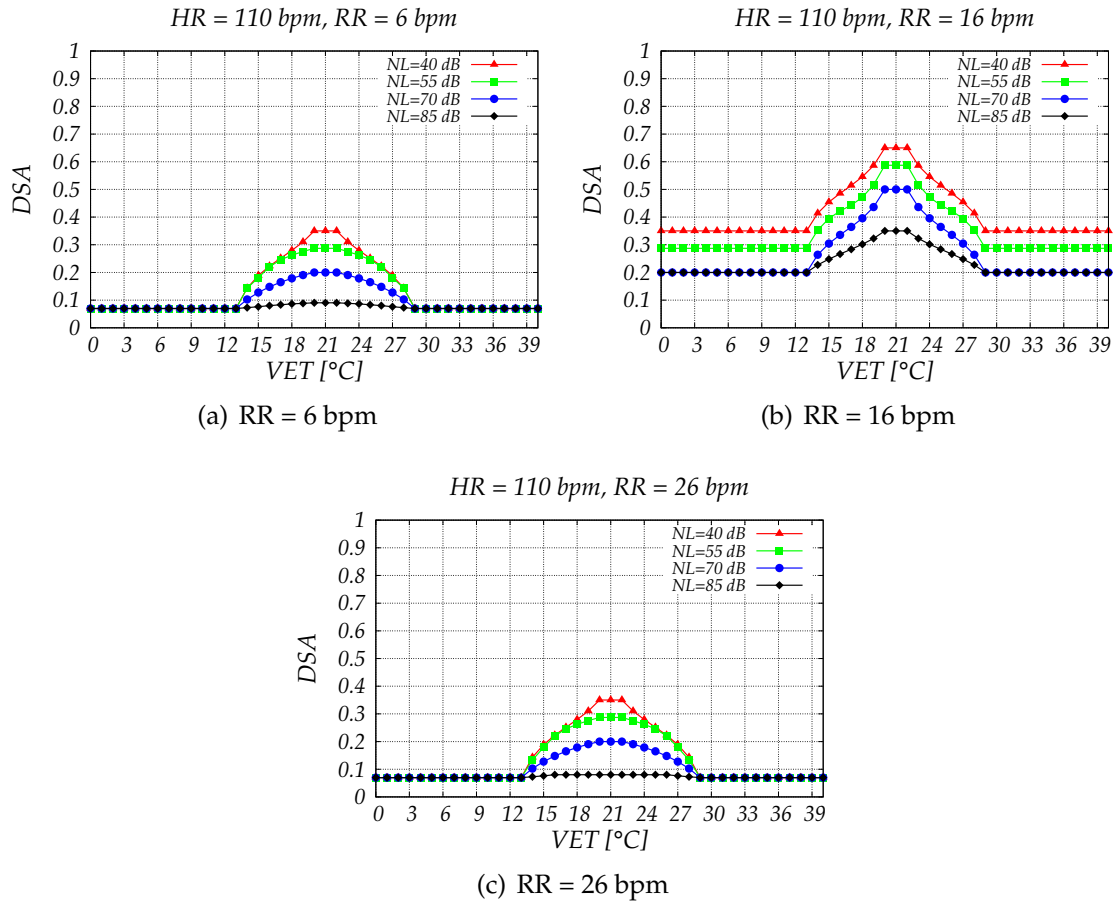 HR = 110 bpm, RR = 6 bpm
1
0.9
0.8
0.7
0.6
0.5
0.4
0.3
0.2
0.1
0
DSA
NL=40 dB
NL=55 dB
NL=70 dB
NL=85 dB
0 3 6 9 12 15 18 21 24 27 30 33 36 39
VET [°C]
(a) RR = 6 bpm
HR = 110 bpm, RR = 16 bpm
1
0.9
0.8
0.7
0.6
0.5
0.4
0.3
0.2
0.1
0
DSA
NL=40 dB
NL=55 dB
NL=70 dB
NL=85 dB
0 3 6 9 12 15 18 21 24 27 30 33 36 39
VET [°C]
(b) RR = 16 bpm
HR = 110 bpm, RR = 26 bpm
1
0.9
0.8
0.7
0.6
0.5
0.4
0.3
0.2
0.1
0
DSA
NL=40 dB
NL=55 dB
NL=70 dB
NL=85 dB
0 3 6 9 12 15 18 21 24 27 30 33 36 39
VET [°C]
(c) RR = 26 bpm